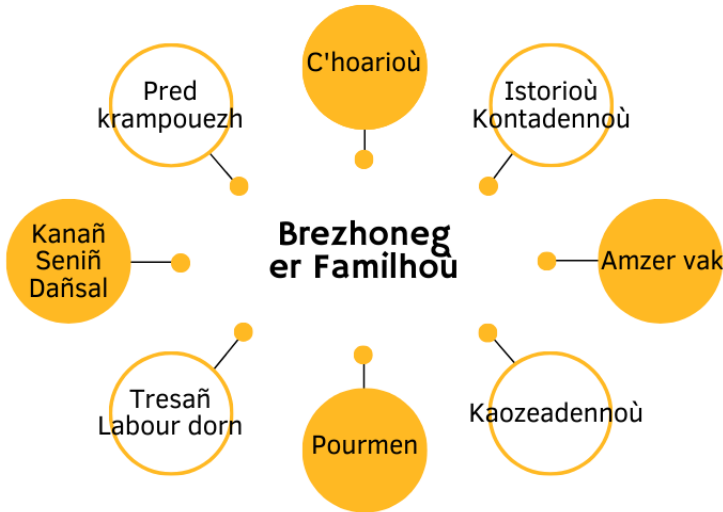 C'hoarioù
Pred
krampouezh
Istorioù
Kontadennoù
Kanañ
Seniñ
Dañsal
Brezhoneg
er Familhoù
Amzer vak
Tresañ
Labour dorn
Pourmen
Kaozeadennoù